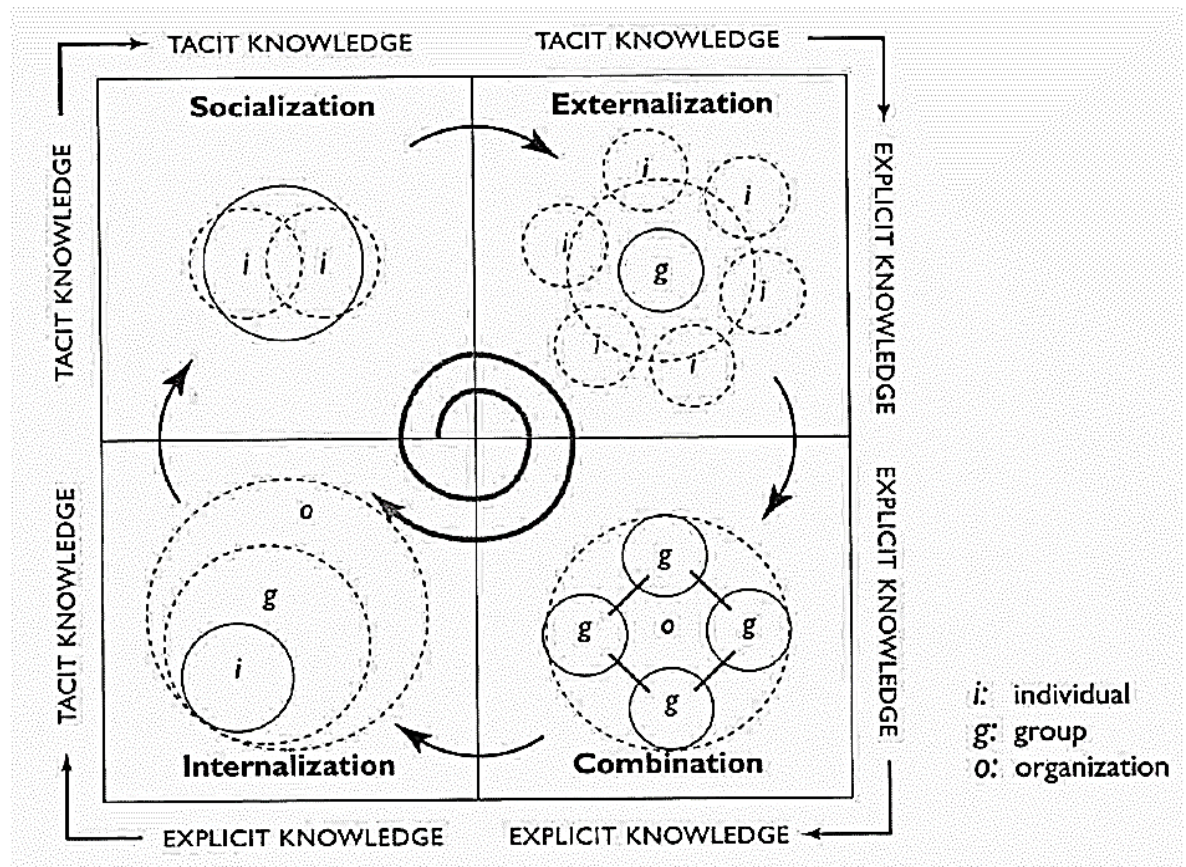 TACIT KNOWLEDGE
TACIT KNOWLEDGE
Socialization
Externalization
TACIT KNOWLEDGE
EXPLICIT KNOWLEDGE
i
i
i
i
i
i
i
i
g
TACIT KNOWLEDGE
EXPLICIT KNOWLEDGE
o
g
i
g
g
o
g
g
Internalization
Combination
EXPLICIT KNOWLEDGE
EXPLICIT KNOWLEDGE
i: individual
g: group
o: organization